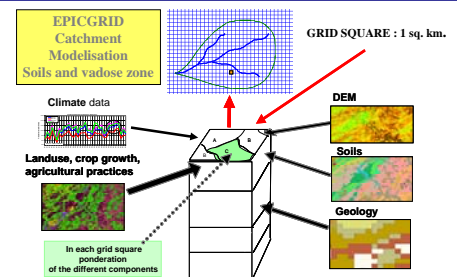 EPICGRID
Catchment
Modelisation
Soils and vadose zone
GRID SQUARE : 1 sq. km.
Climate data
DEM
A
B
C
Landuse, crop growth,
agricultural practices
Soils
Geology
In each grid square
ponderation
of the different components